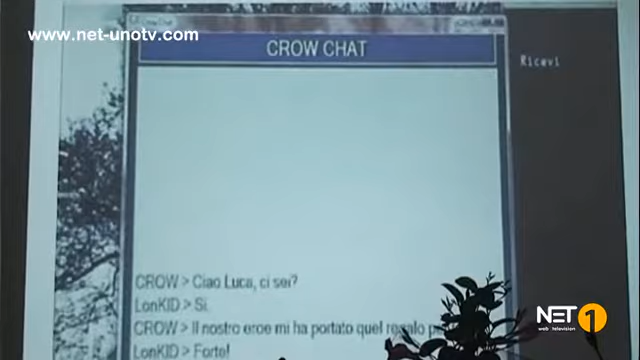 www.net-unotv.com
CROW CHAT
Ricevi
CROW > Ciao Luca, ci sei?
LonKID > Si.
CROW > Il nostro eroe mi ha portato quel regalo
LonKID > Forte!
NET 1
web television